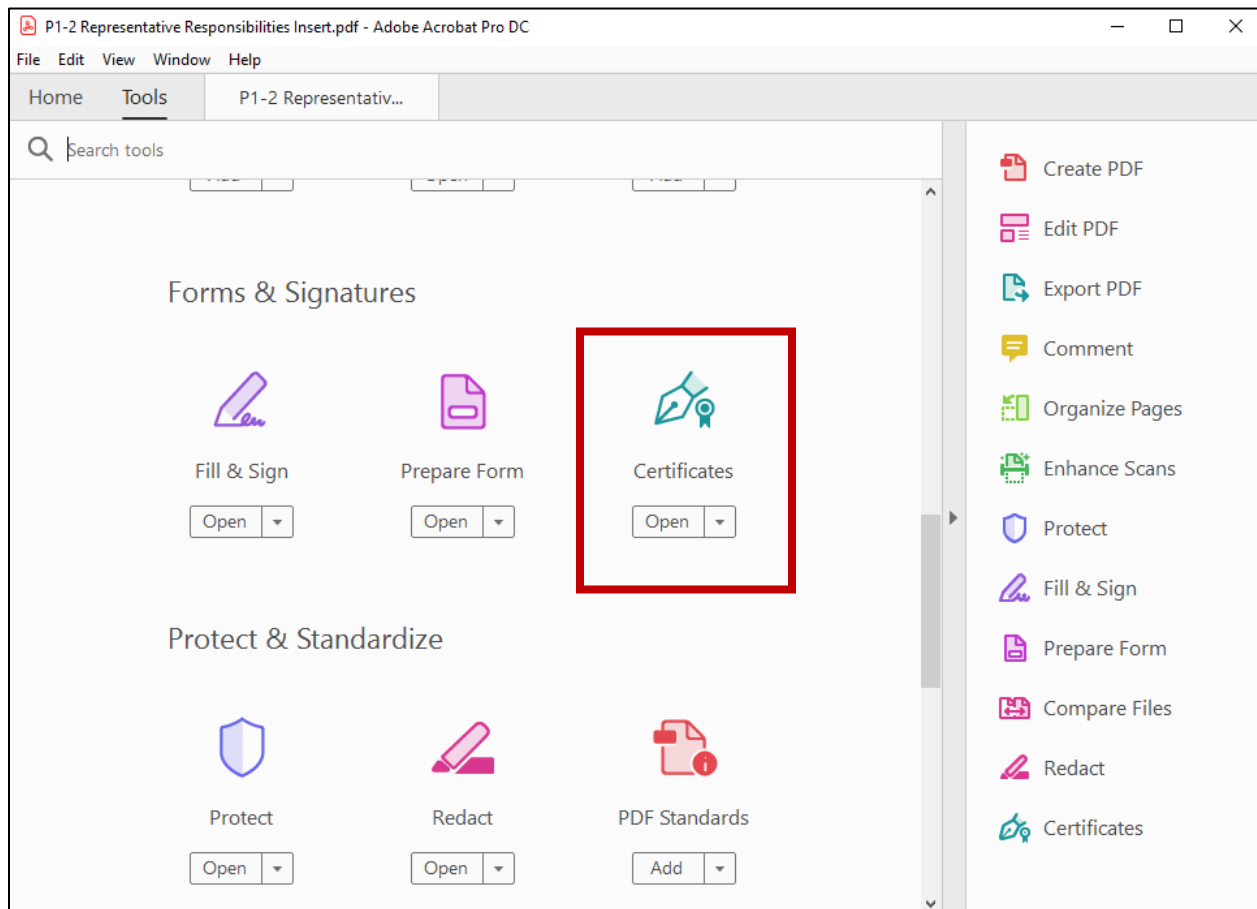 P1-2 Representative Responsibilities Insert.pdf - Adobe Acrobat Pro DC
File Edit View Window Help
Home Tools P1-2 Representativ...
Search tools
Forms & Signatures
Fill & Sign Prepare Form Certificates
Open Open Open
Protect & Standardize
Protect Redact PDF Standards
Open Open Add
Create PDF
Edit PDF
Export PDF
Comment
Organize Pages
Enhance Scans
Protect
Fill & Sign
Prepare Form
Compare Files
Redact
Certificates